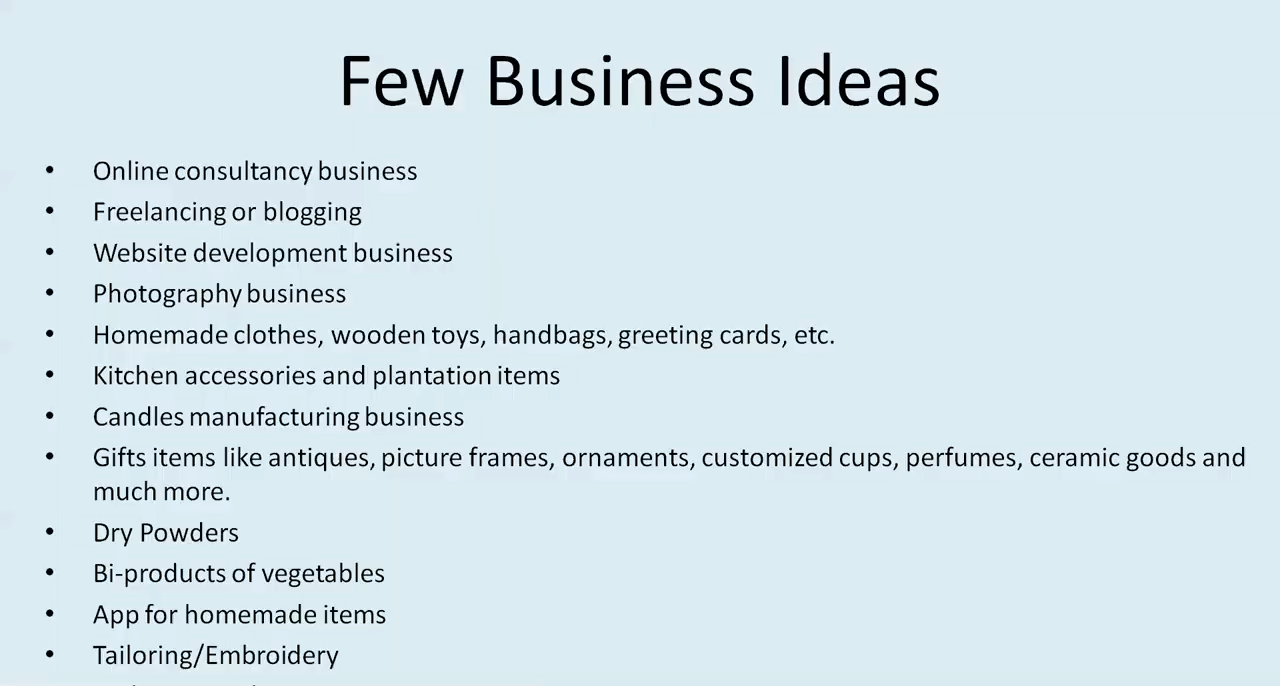 Few Business Ideas
• Online consultancy business
• Freelancing or blogging
• Website development business
• Photography business
• Homemade clothes, wooden toys, handbags, greeting cards, etc.
• Kitchen accessories and plantation items
• Candles manufacturing business
• Gifts items like antiques, picture frames, ornaments, customized cups, perfumes, ceramic goods and
much more.
• Dry Powders
• Bi-products of vegetables
• App for homemade items
• Tailoring/Embroidery